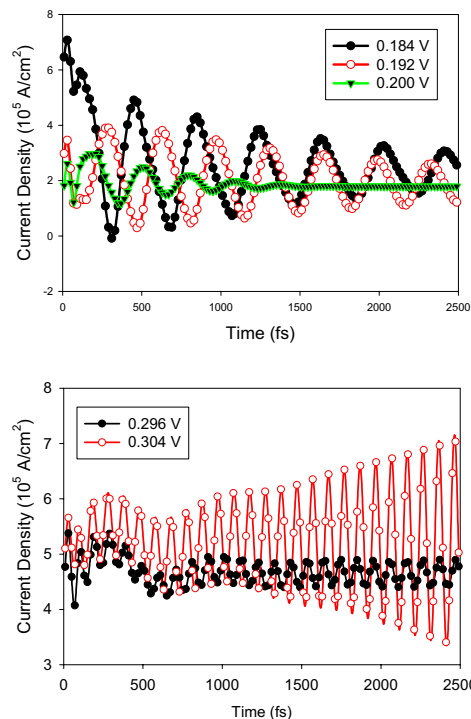 8
6
4
2
0
-2
Current Density (10⁵ A/cm²)
0.184 V
0.192 V
0.200 V
0 500 1000 1500 2000 2500
Time (fs)
8
7
6
5
4
3
Current Density (10⁵ A/cm²)
0.296 V
0.304 V
0 500 1000 1500 2000 2500
Time (fs)